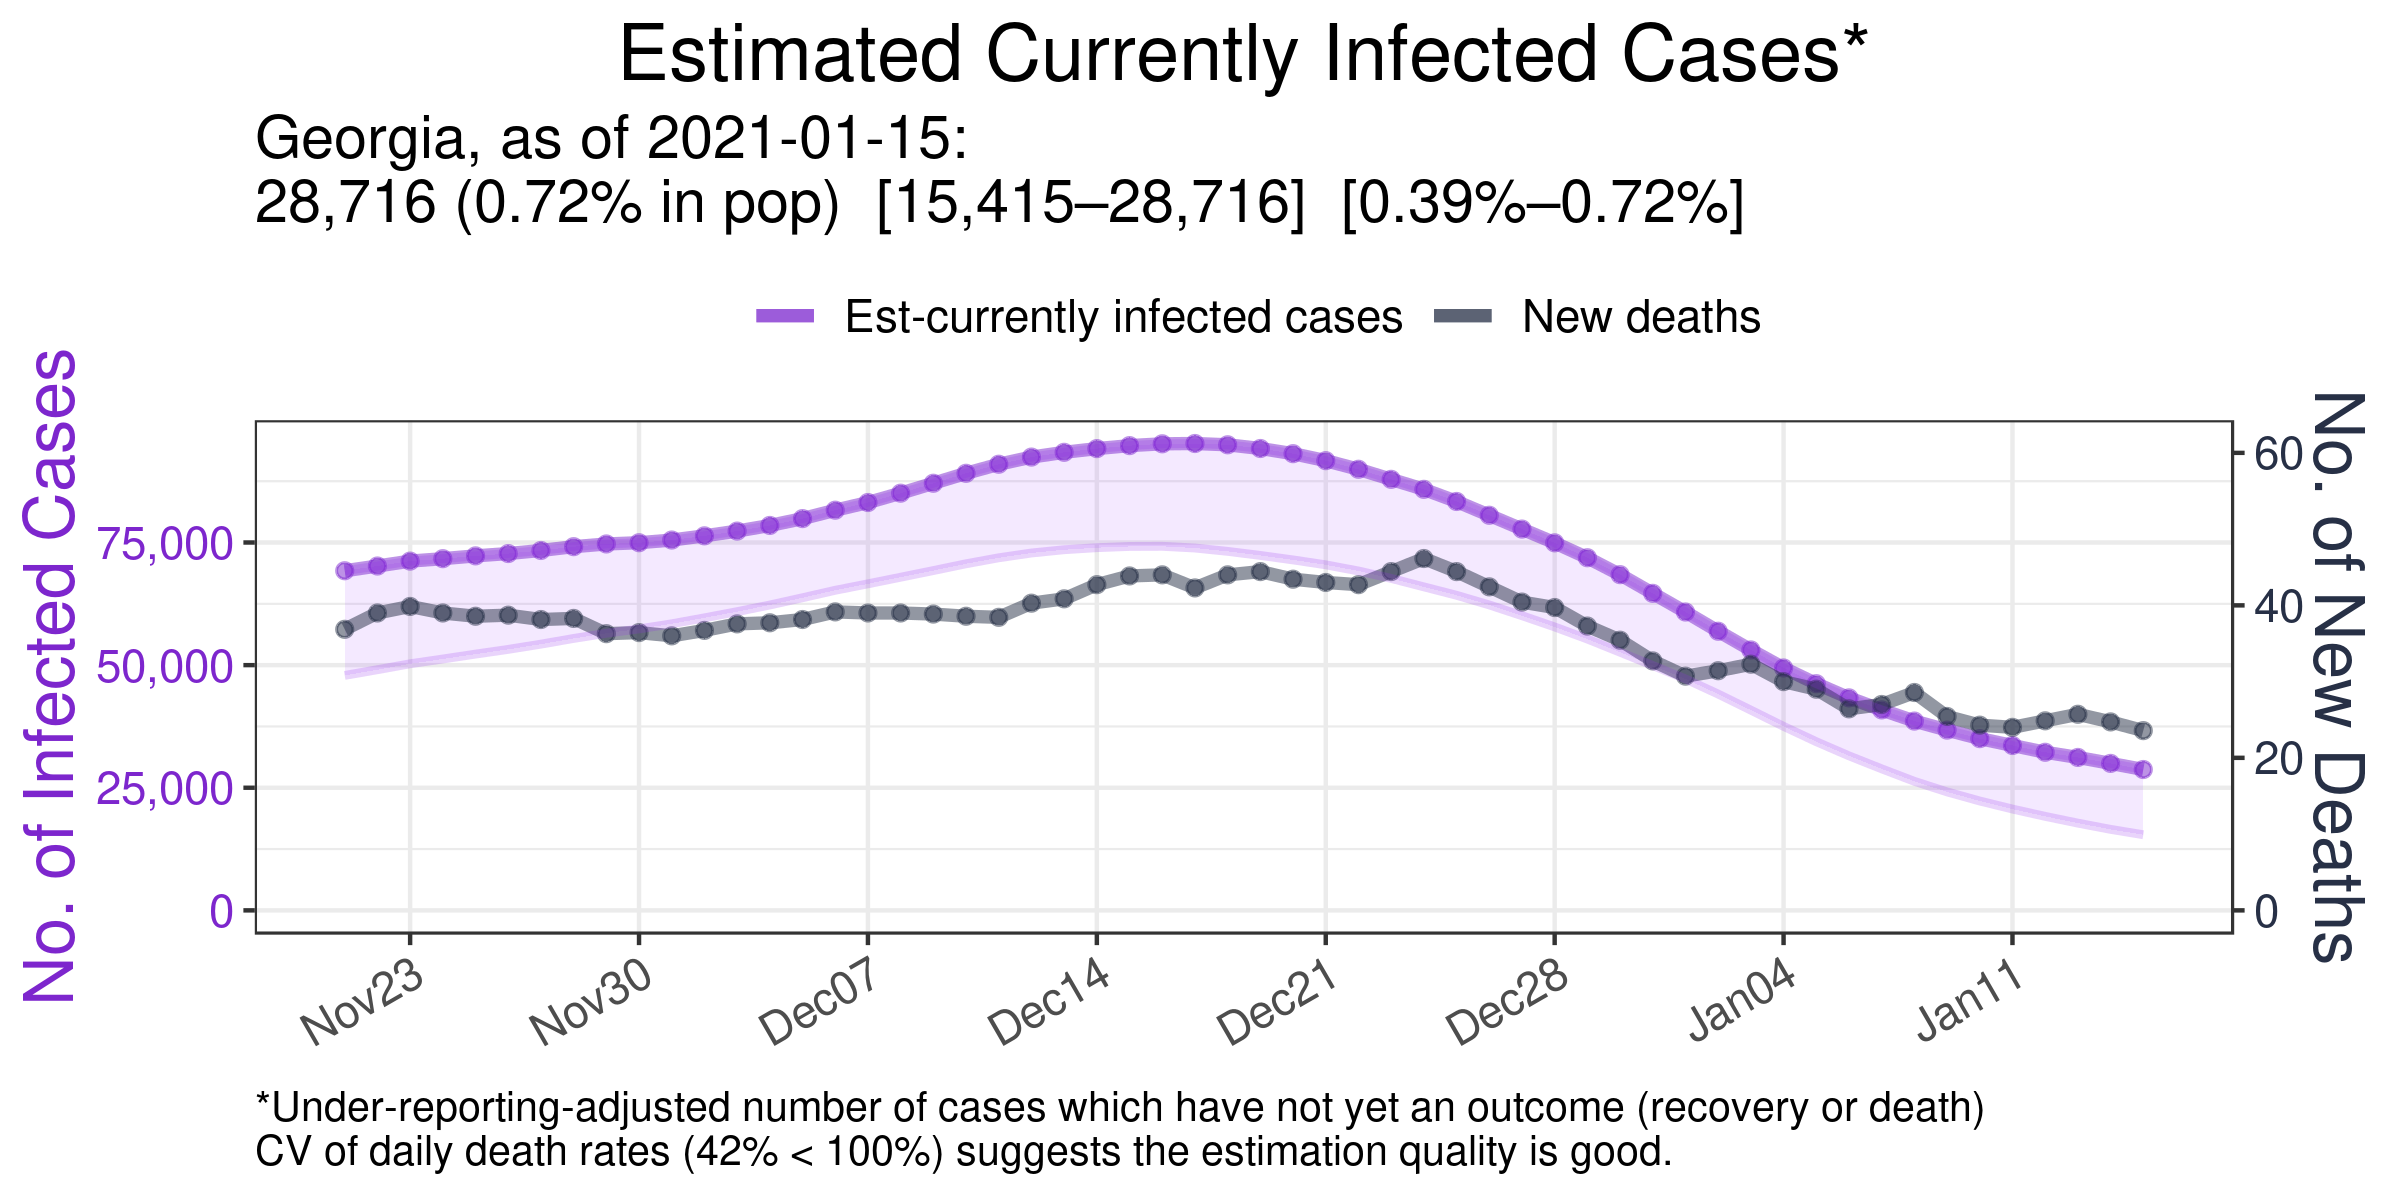 Estimated Currently Infected Cases*
Georgia, as of 2021-01-15:
28,716 (0.72% in pop)  [15,415–28,716]  [0.39%–0.72%]
Est-currently infected cases
New deaths
No. of Infected Cases
75,000
50,000
25,000
0
60
40
20
0
No. of New Deaths
Nov23
Nov30
Dec07
Dec14
Dec21
Dec28
Jan04
Jan11
*Under-reporting-adjusted number of cases which have not yet an outcome (recovery or death)
CV of daily death rates (42% < 100%) suggests the estimation quality is good.